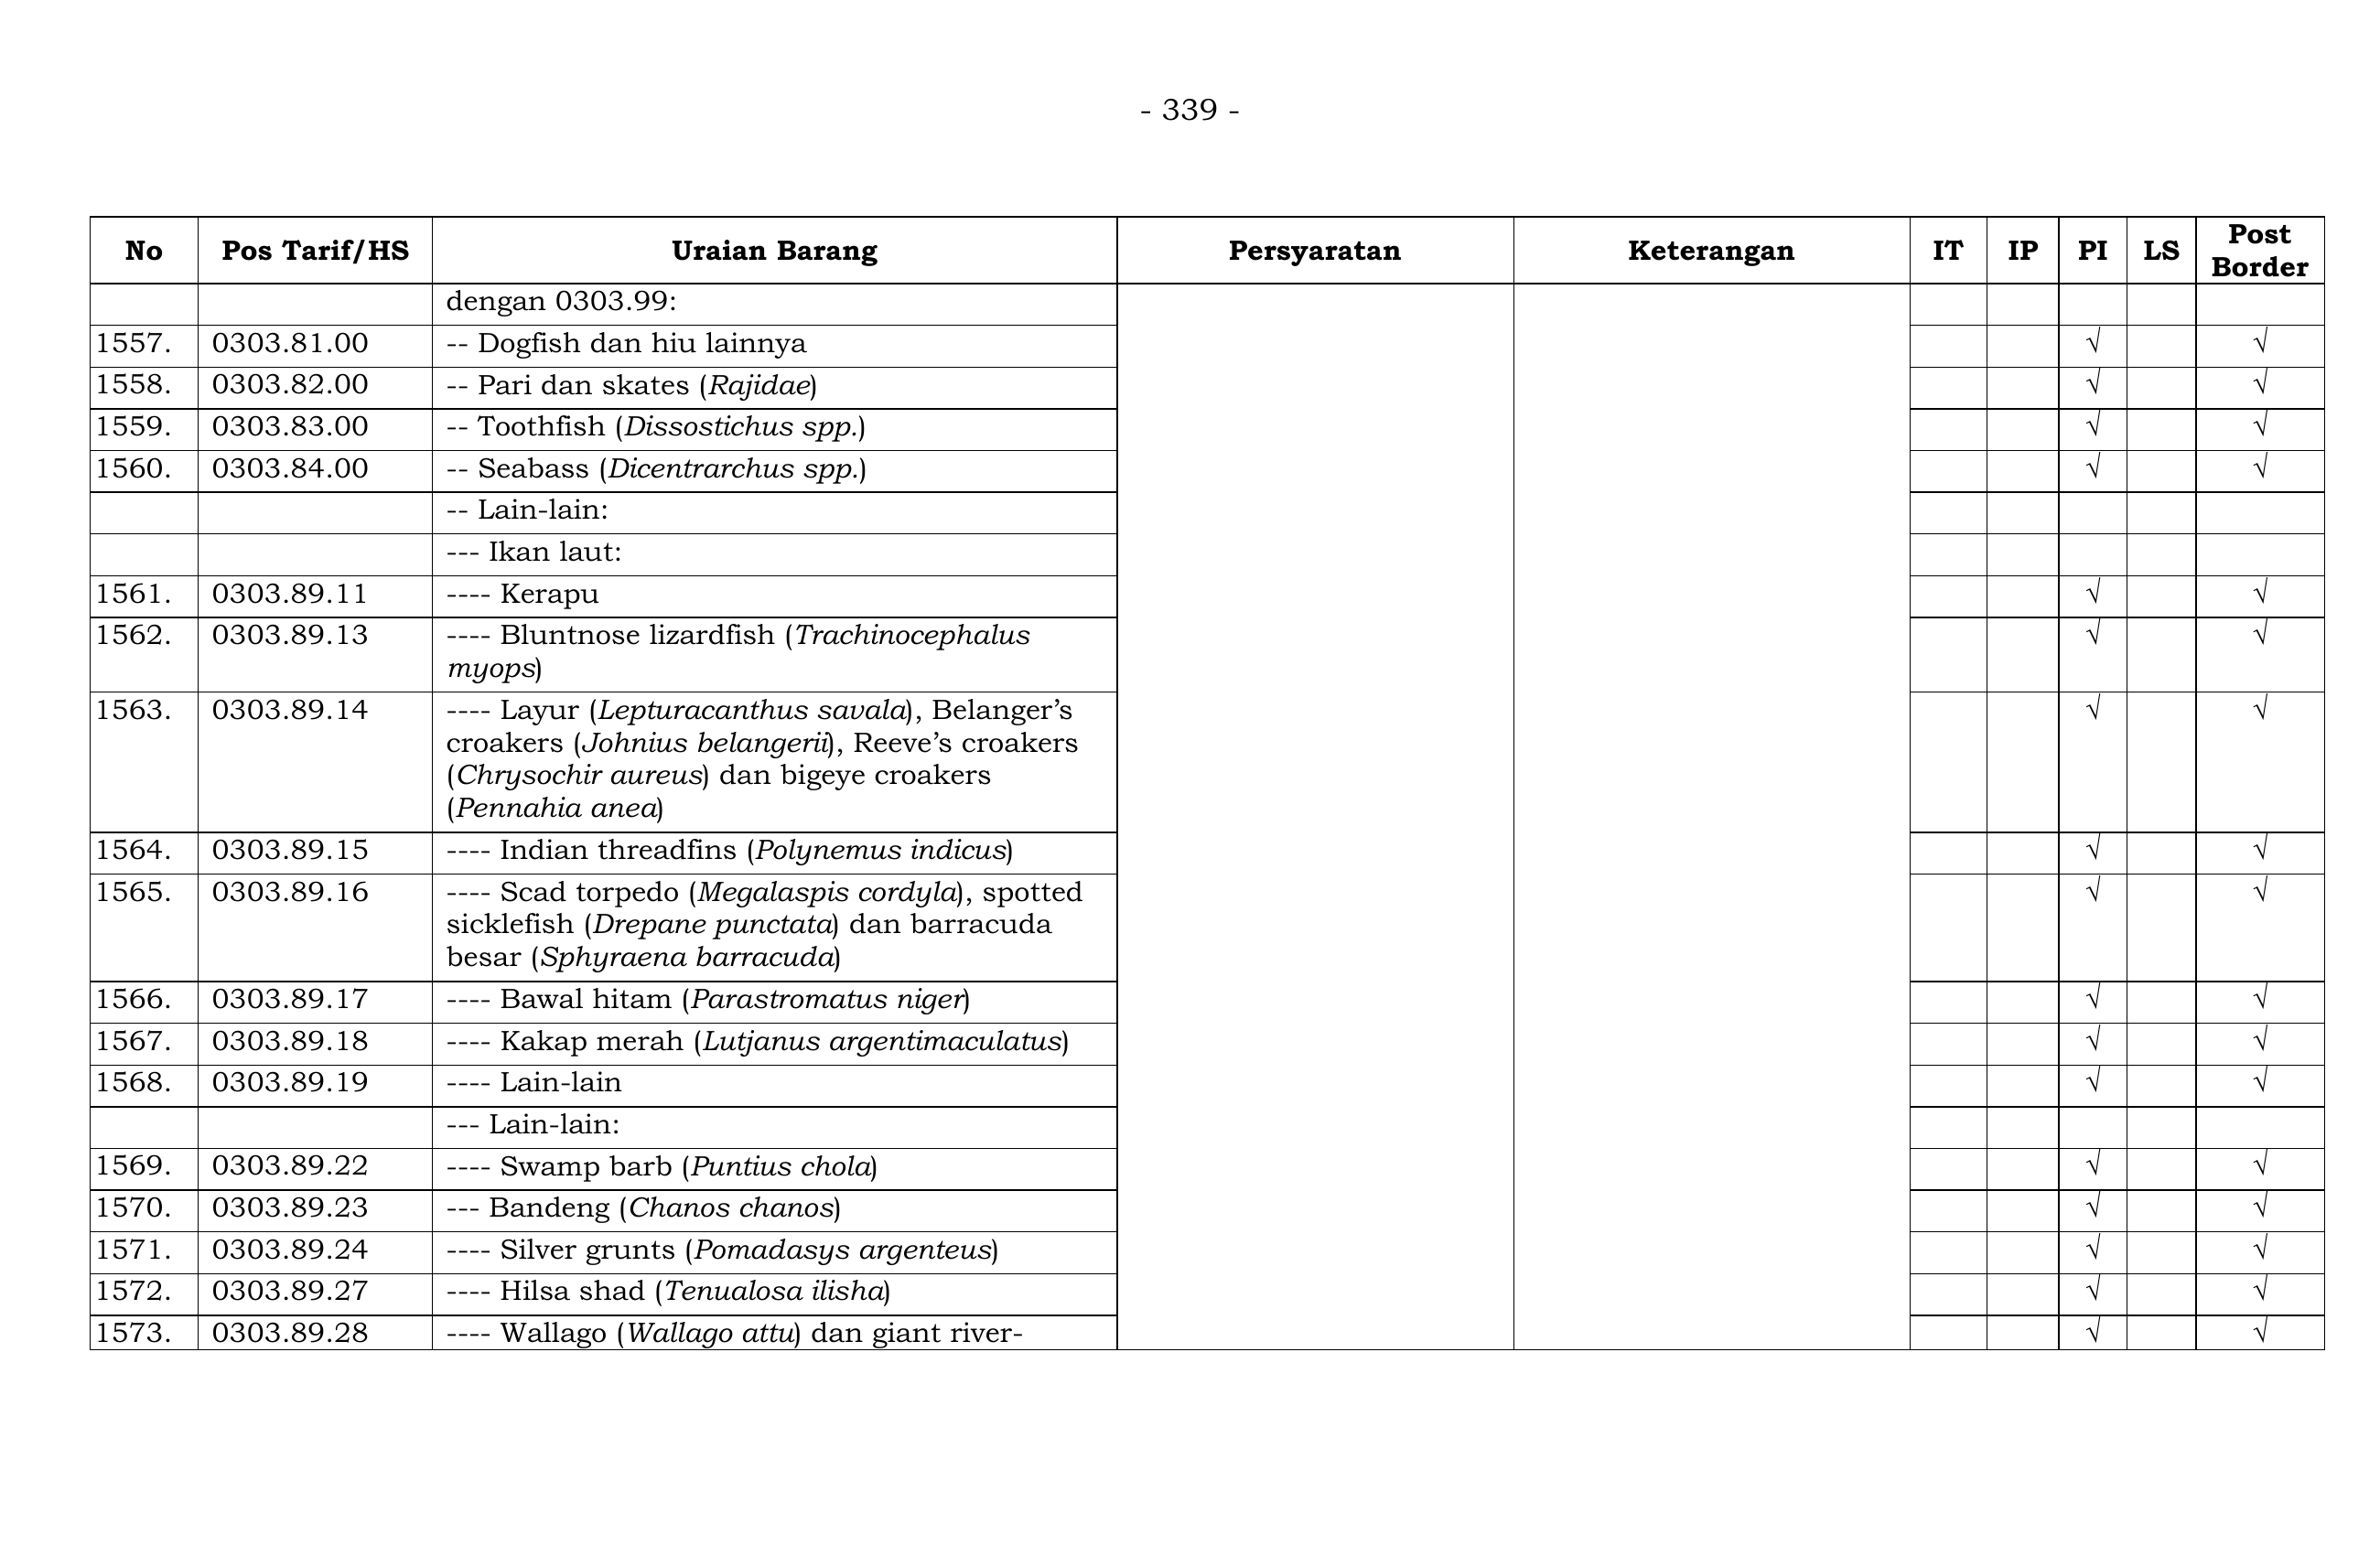 - 339 -
No Pos Tarif/HS Uraian Barang Persyaratan Keterangan IT IP PI LS Post Border
dengan 0303.99:
1557. 0303.81.00 -- Dogfish dan hiu lainnya √ √
1558. 0303.82.00 -- Pari dan skates (Rajidae) √ √
1559. 0303.83.00 -- Toothfish (Dissostichus spp.) √ √
1560. 0303.84.00 -- Seabass (Dicentrarchus spp.) √ √
-- Lain-lain:
--- Ikan laut:
1561. 0303.89.11 ---- Kerapu √ √
1562. 0303.89.13 ---- Bluntnose lizardfish (Trachinocephalus √ √
myops)
1563. 0303.89.14 ---- Layur (Lepturacanthus savala), Belanger’s √ √
croakers (Johnius belangerii), Reeve’s croakers
(Chrysochir aureus) dan bigeye croakers
(Pennahia anea)
1564. 0303.89.15 ---- Indian threadfins (Polynemus indicus) √ √
1565. 0303.89.16 ---- Scad torpedo (Megalaspis cordyla), spotted √ √
sicklefish (Drepane punctata) dan barracuda
besar (Sphyraena barracuda)
1566. 0303.89.17 ---- Bawal hitam (Parastromatus niger) √ √
1567. 0303.89.18 ---- Kakap merah (Lutjanus argentimaculatus) √ √
1568. 0303.89.19 ---- Lain-lain √ √
--- Lain-lain:
1569. 0303.89.22 ---- Swamp barb (Puntius chola) √ √
1570. 0303.89.23 --- Bandeng (Chanos chanos) √ √
1571. 0303.89.24 ---- Silver grunts (Pomadasys argenteus) √ √
1572. 0303.89.27 ---- Hilsa shad (Tenualosa ilisha) √ √
1573. 0303.89.28 ---- Wallago (Wallago attu) dan giant river- √ √